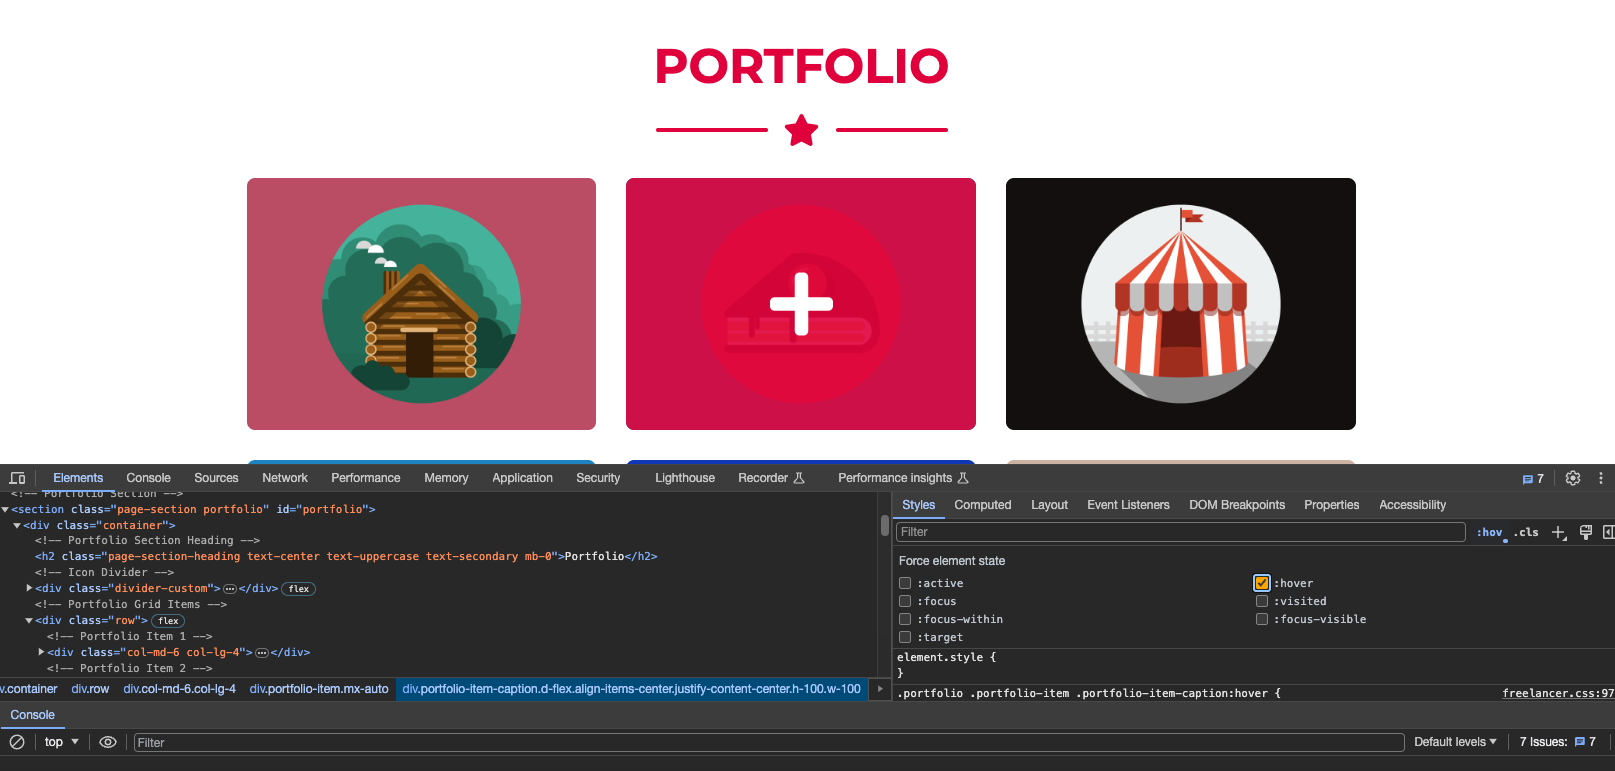 PORTFOLIO
Elements Console Sources Network Performance Memory Application Security Lighthouse Recorder Performance insights 7
<!-- Portfolio Section -->
<section class="page-section portfolio" id="portfolio">
<div class="container">
<!-- Portfolio Section Heading -->
<h2 class="page-section-heading text-center text-uppercase text-secondary mb-0">Portfolio</h2>
<!-- Icon Divider -->
<div class="divider-custom"> … </div> flex
<!-- Portfolio Grid Items -->
<div class="row"> flex
<!-- Portfolio Item 1 -->
<div class="col-md-6 col-lg-4"> … </div>
<!-- Portfolio Item 2 -->
v.container div.row div.col-md-6.col-lg-4 div.portfolio-item.mx-auto div.portfolio-item-caption.d-flex.align-items-center.justify-content-center.h-100.w-100
Styles Computed Layout Event Listeners DOM Breakpoints Properties Accessibility
Filter :hov .cls
Force element state
:active :hover
:focus :visited
:focus-within :focus-visible
:target
element.style {
}
.portfolio .portfolio-item .portfolio-item-caption:hover { freelancer.css:97
Console
top Filter Default levels 7 Issues: 7